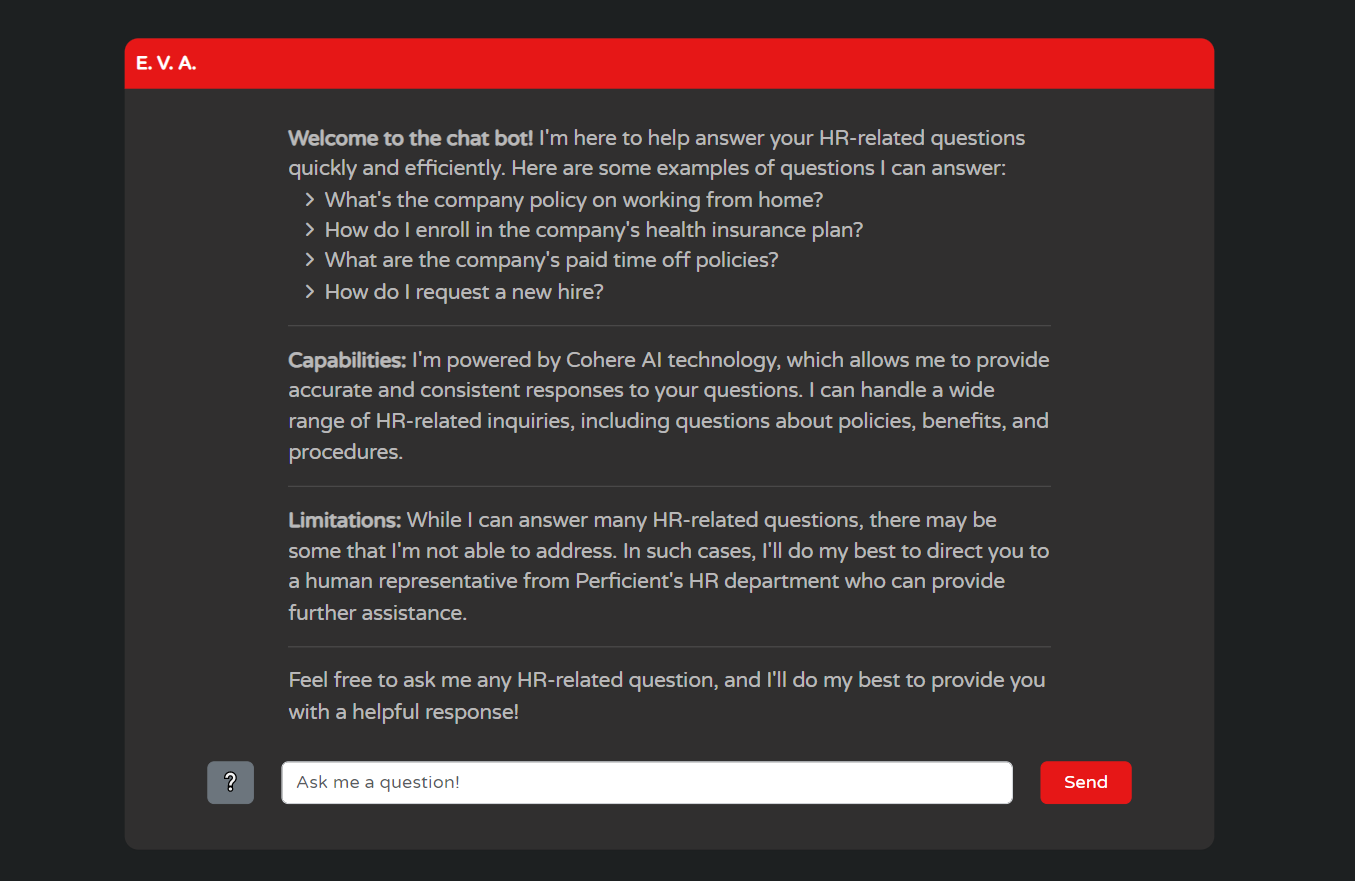 E. V. A.
Welcome to the chat bot! I'm here to help answer your HR-related questions
quickly and efficiently. Here are some examples of questions I can answer:
What's the company policy on working from home?
How do I enroll in the company's health insurance plan?
What are the company's paid time off policies?
How do I request a new hire?
Capabilities: I'm powered by Cohere AI technology, which allows me to provide
accurate and consistent responses to your questions. I can handle a wide
range of HR-related inquiries, including questions about policies, benefits, and
procedures.
Limitations: While I can answer many HR-related questions, there may be
some that I'm not able to address. In such cases, I'll do my best to direct you to
a human representative from Perficient's HR department who can provide
further assistance.
Feel free to ask me any HR-related question, and I'll do my best to provide you
with a helpful response!
? Ask me a question! Send